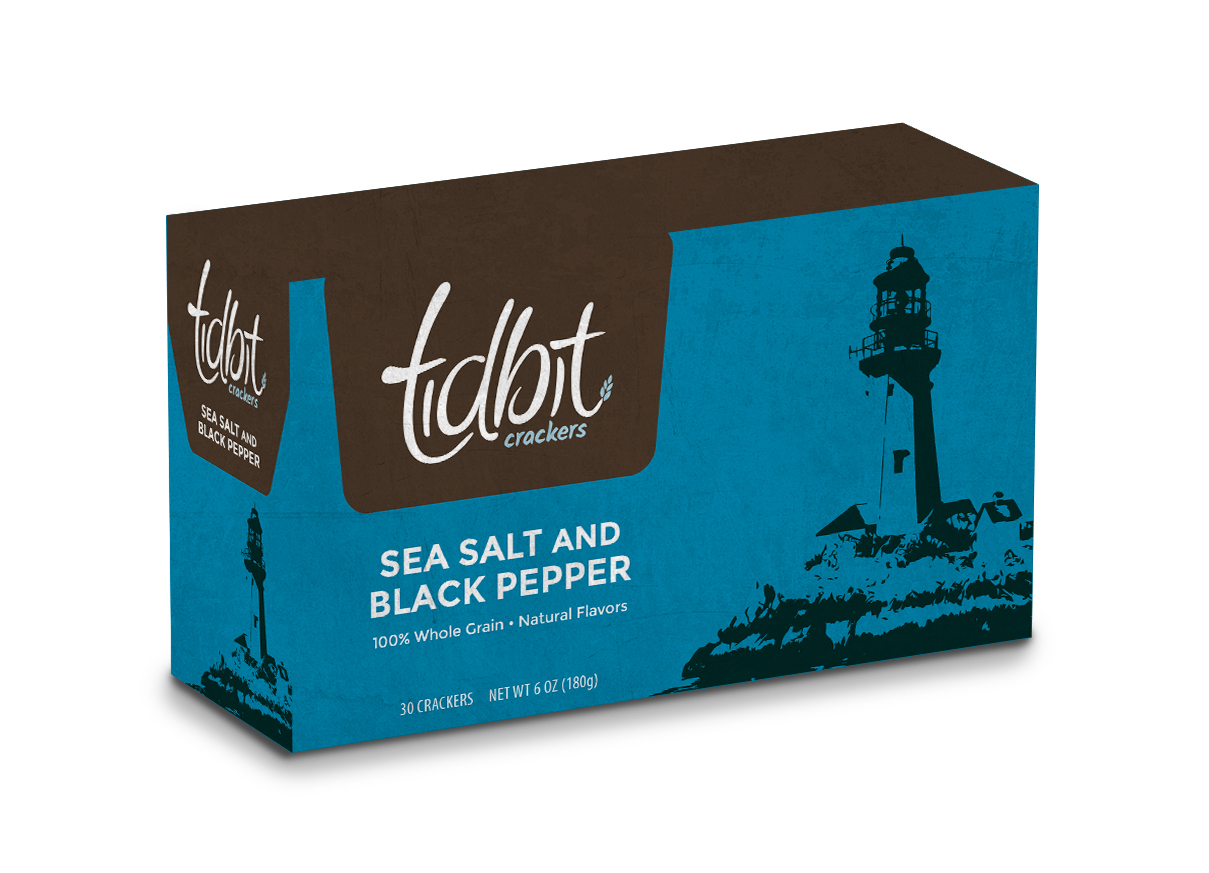 tidbit
crackers
SEA SALT AND
BLACK PEPPER
tidbit
crackers
SEA SALT AND
BLACK PEPPER
100% Whole Grain • Natural Flavors
30 CRACKERS NET WT 6 OZ (180g)